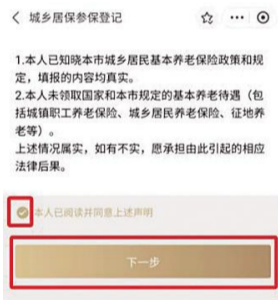 城乡居保参保登记
1.本人已知晓本市城乡居民基本养老保险政策和规
定，填报的内容均真实。
2.本人未领取国家和本市规定的基本养老待遇（包
括城镇职工养老保险、城乡居民养老保险、征地养
老等）。
上述情况属实，如有不实，愿承担由此引起的相应
法律后果。
本人已阅读并同意上述声明
下一步